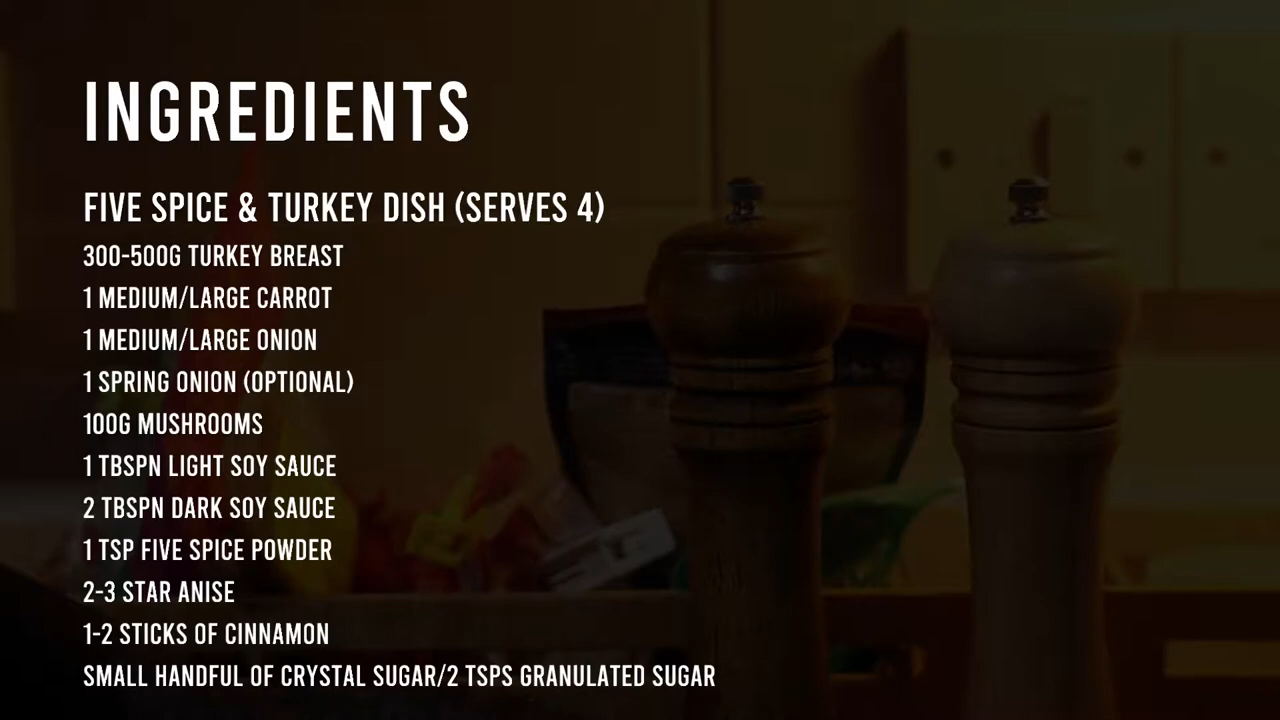 INGREDIENTS
FIVE SPICE & TURKEY DISH (SERVES 4)
300-500G TURKEY BREAST
1 MEDIUM/LARGE CARROT
1 MEDIUM/LARGE ONION
1 SPRING ONION (OPTIONAL)
100G MUSHROOMS
1 TBSPN LIGHT SOY SAUCE
2 TBSPN DARK SOY SAUCE
1 TSP FIVE SPICE POWDER
2-3 STAR ANISE
1-2 STICKS OF CINNAMON
SMALL HANDFUL OF CRYSTAL SUGAR/2 TSPS GRANULATED SUGAR